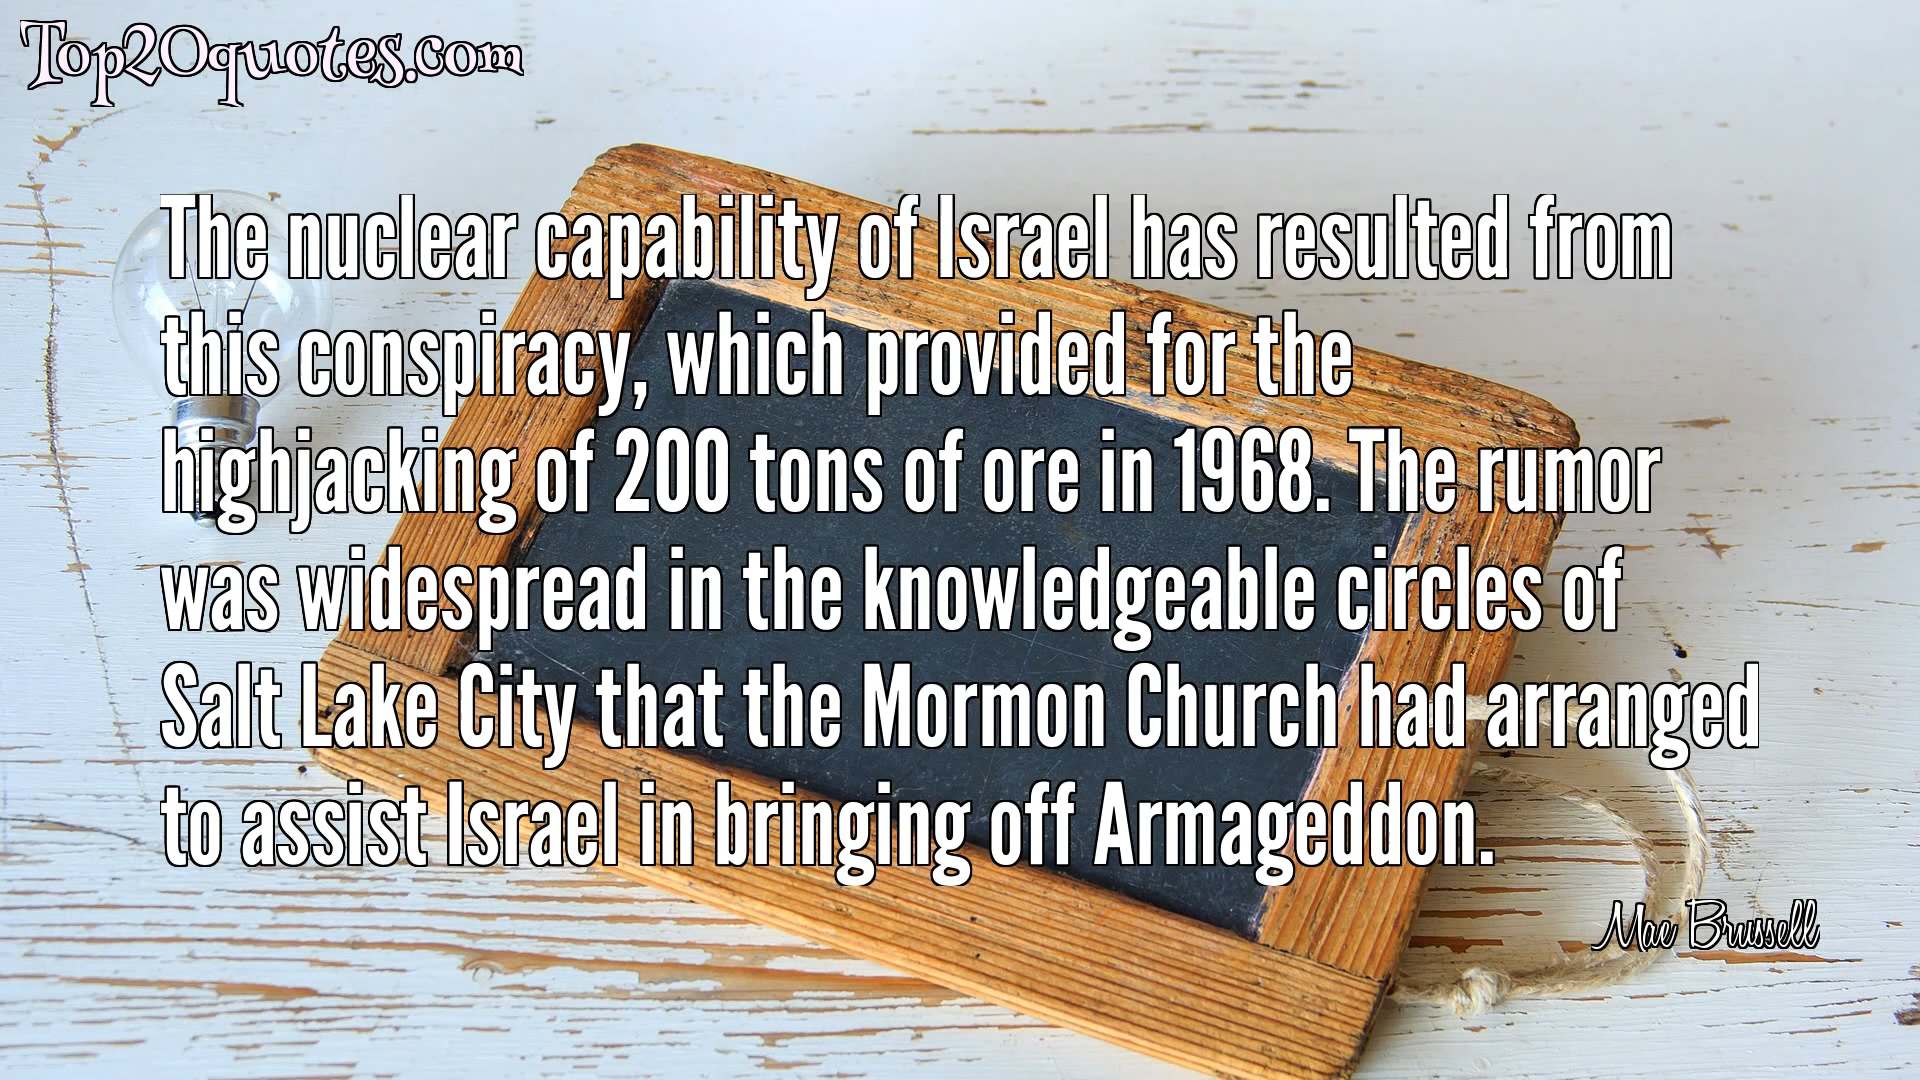 Top20quotes.com
The nuclear capability of Israel has resulted from
this conspiracy, which provided for the
highjacking of 200 tons of ore in 1968. The rumor
was widespread in the knowledgeable circles of
Salt Lake City that the Mormon Church had arranged
to assist Israel in bringing off Armageddon.
Mae Brussell